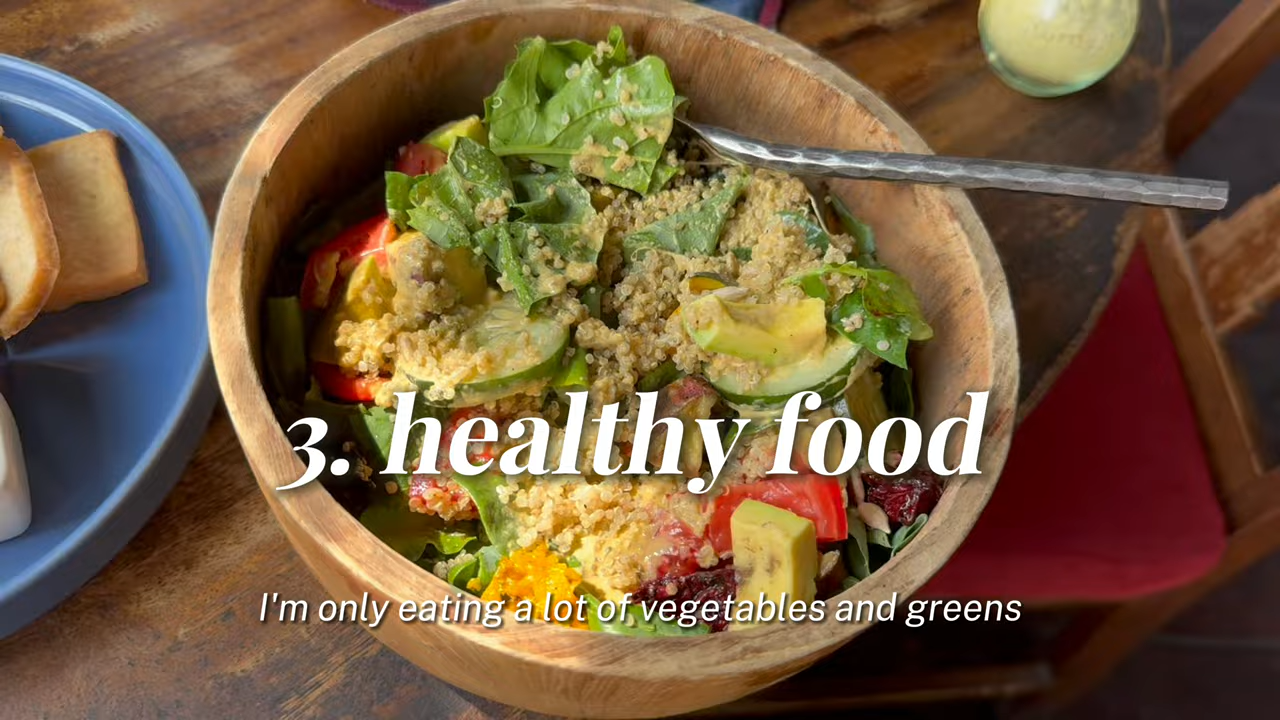 3. healthy food
I'm only eating a lot of vegetables and greens